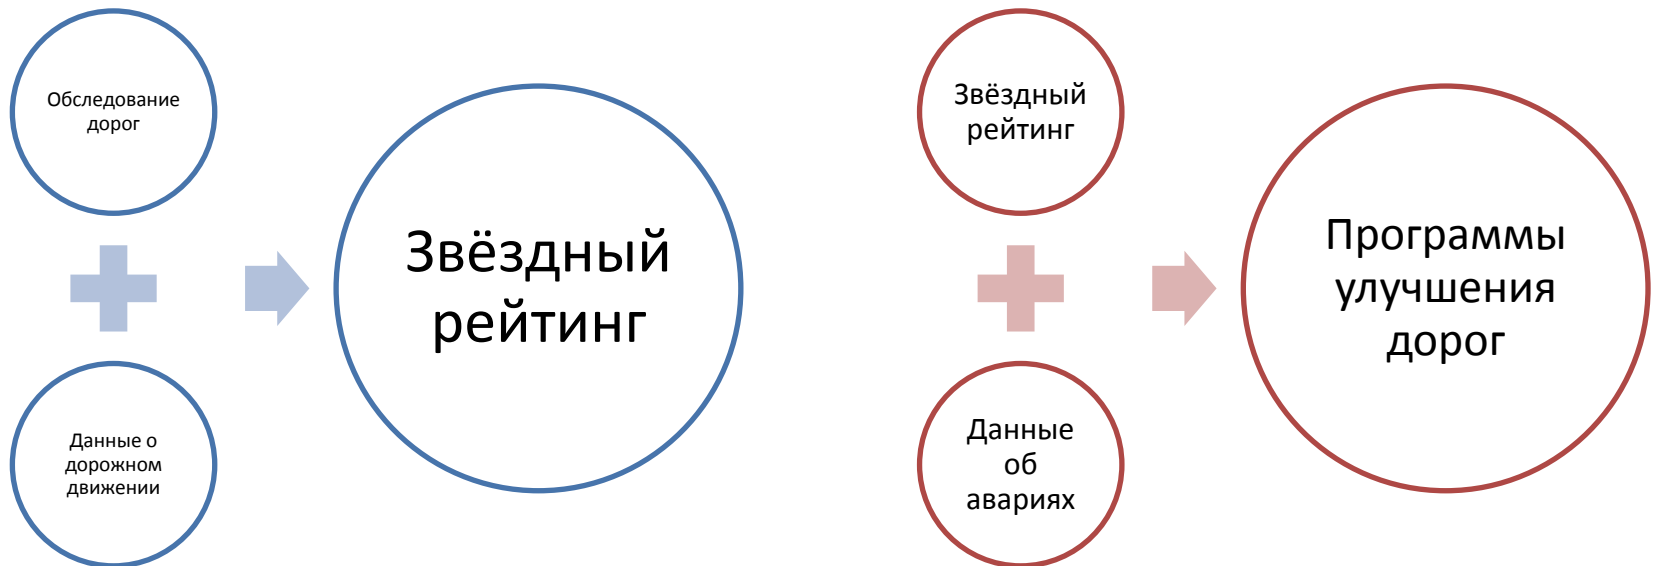 Обследование
дорог
Данные о
дорожном
движении
Звёздный
рейтинг
Звёздный
рейтинг
Данные
об
авариях
Программы
улучшения
дорог